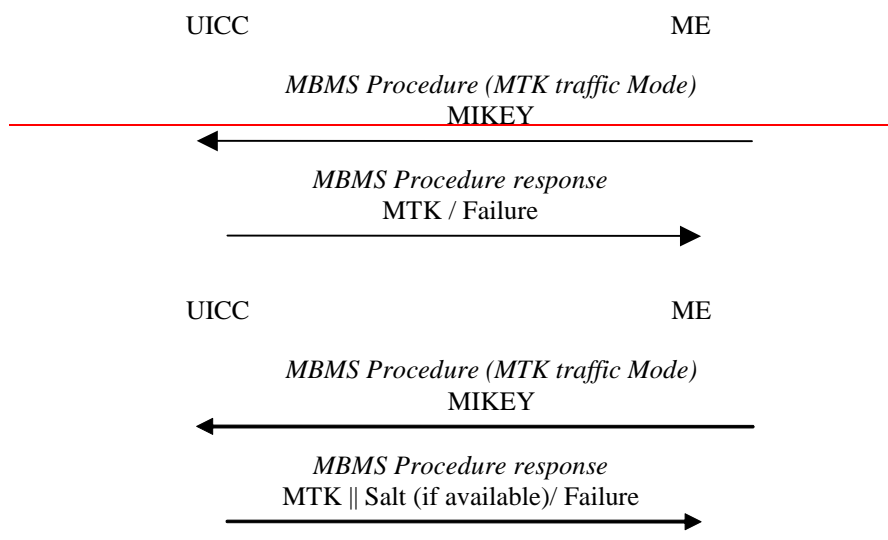 UICC ME
MBMS Procedure (MTK traffic Mode)
MIKEY
MBMS Procedure response
MTK / Failure
UICC ME
MBMS Procedure (MTK traffic Mode)
MIKEY
MBMS Procedure response
MTK || Salt (if available)/ Failure